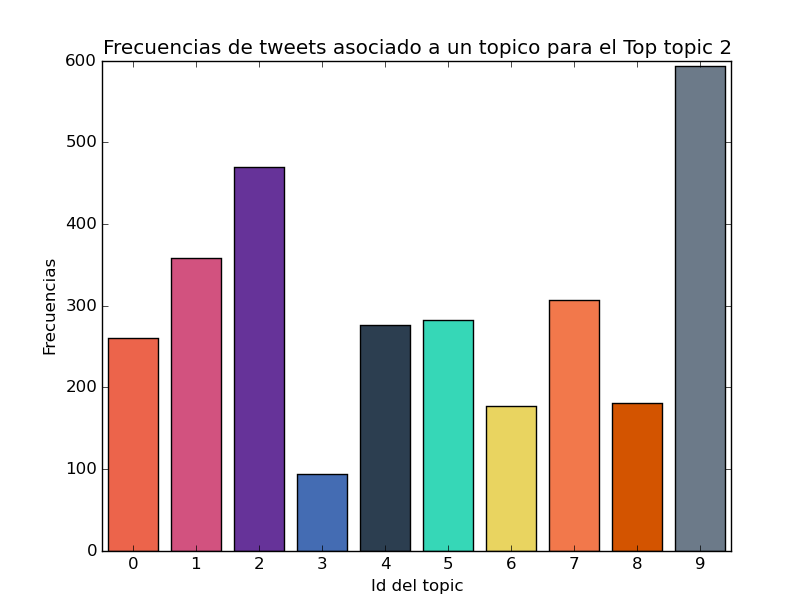 Frecuencias de tweets asociado a un topico para el Top topic 2
600
500
400
300
200
100
0
Frecuencias
0 1 2 3 4 5 6 7 8 9
Id del topic